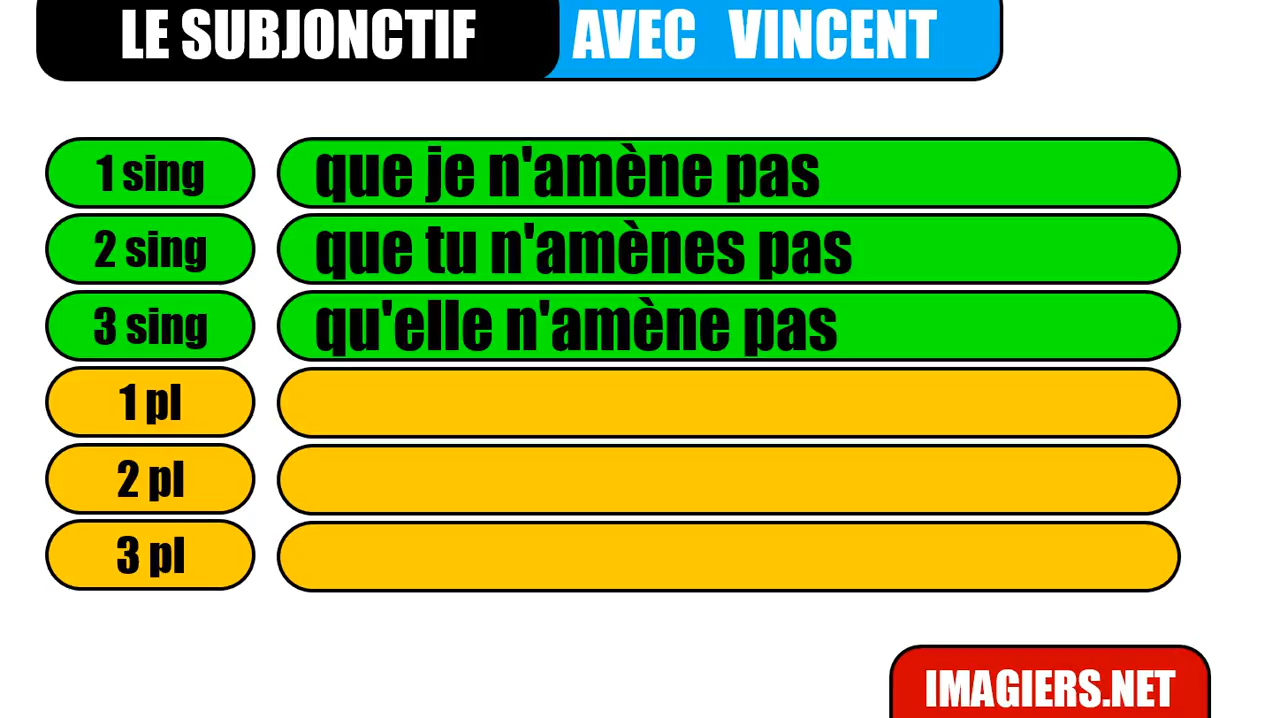 LE SUBJONCTIF AVEC VINCENT
1 sing que je n'amène pas
2 sing que tu n'amènes pas
3 sing qu'elle n'amène pas
1 pl
2 pl
3 pl
IMAGIERS.NET